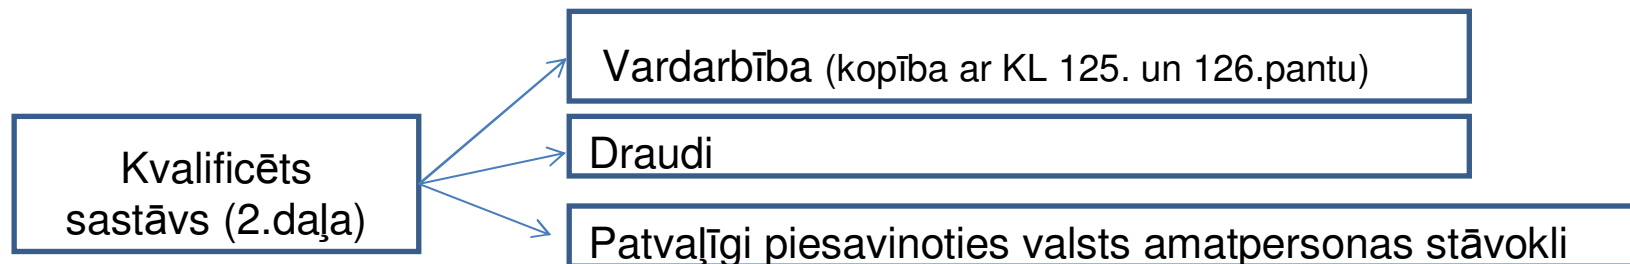 Vardarbība (kopība ar KL 125. un 126.pantu)
Kvalificēts
sastāvs (2.daļa)
Draudi
Patvaļīgi piesavinoties valsts amatpersonas stāvokli